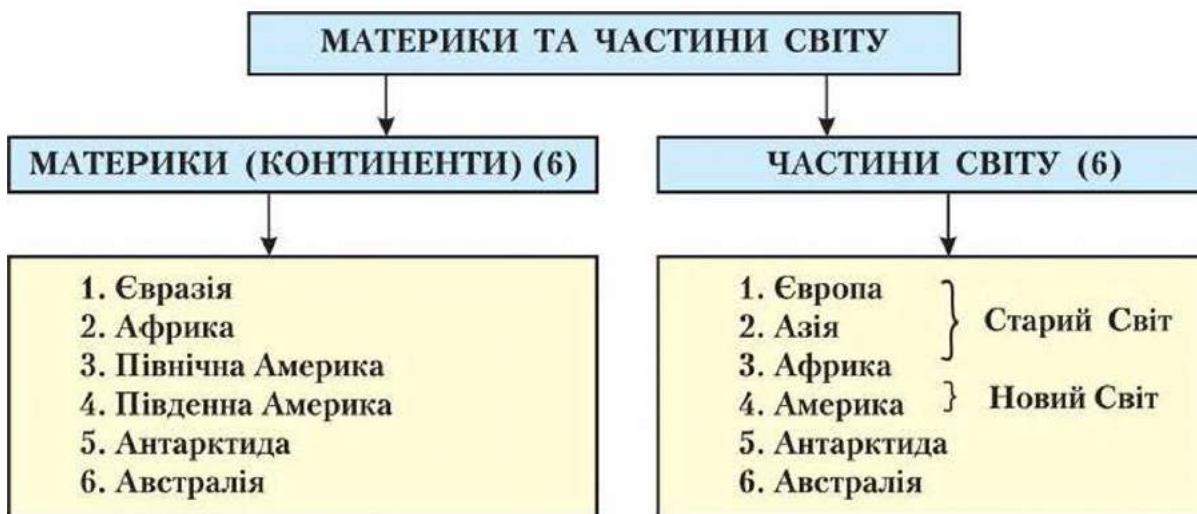 МАТЕРИКИ ТА ЧАСТИНИ СВІТУ
МАТЕРИКИ (КОНТИНЕНТИ) (6)
1. Євразія
2. Африка
3. Північна Америка
4. Південна Америка
5. Антарктида
6. Австралія
ЧАСТИНИ СВІТУ (6)
1. Європа
2. Азія
3. Африка
Старий Світ
4. Америка
Новий Світ
5. Антарктида
6. Австралія